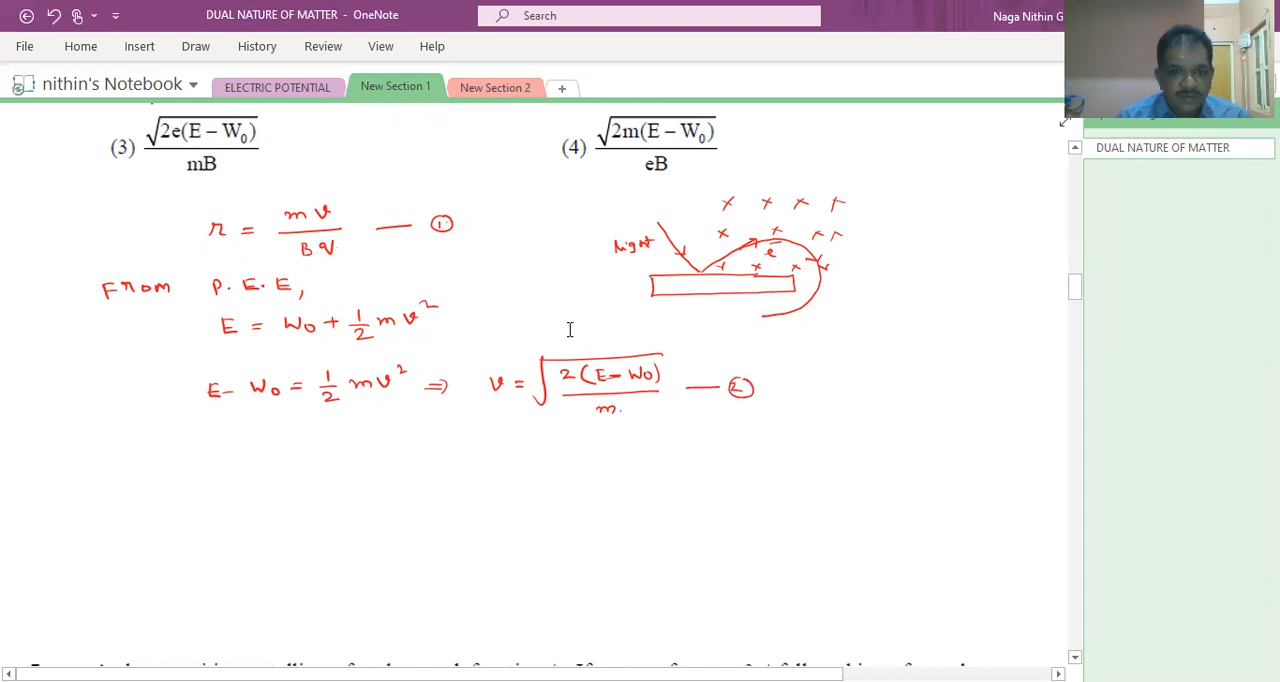 DUAL NATURE OF MATTER - OneNote
Search
Naga Nithin G
File Home Insert Draw History Review View Help
nithin's Notebook
ELECTRIC POTENTIAL
New Section 1
New Section 2
DUAL NATURE OF MATTER
(3) √2e(E – W₀) / mB
(4) √2m(E – W₀) / eB
r = mv / Bq — ①
light
e
From P.E.E,
E = W₀ + 1/2 mv²
E – W₀ = 1/2 mv² ⇒ v = √(2(E – W₀) / m) — ②